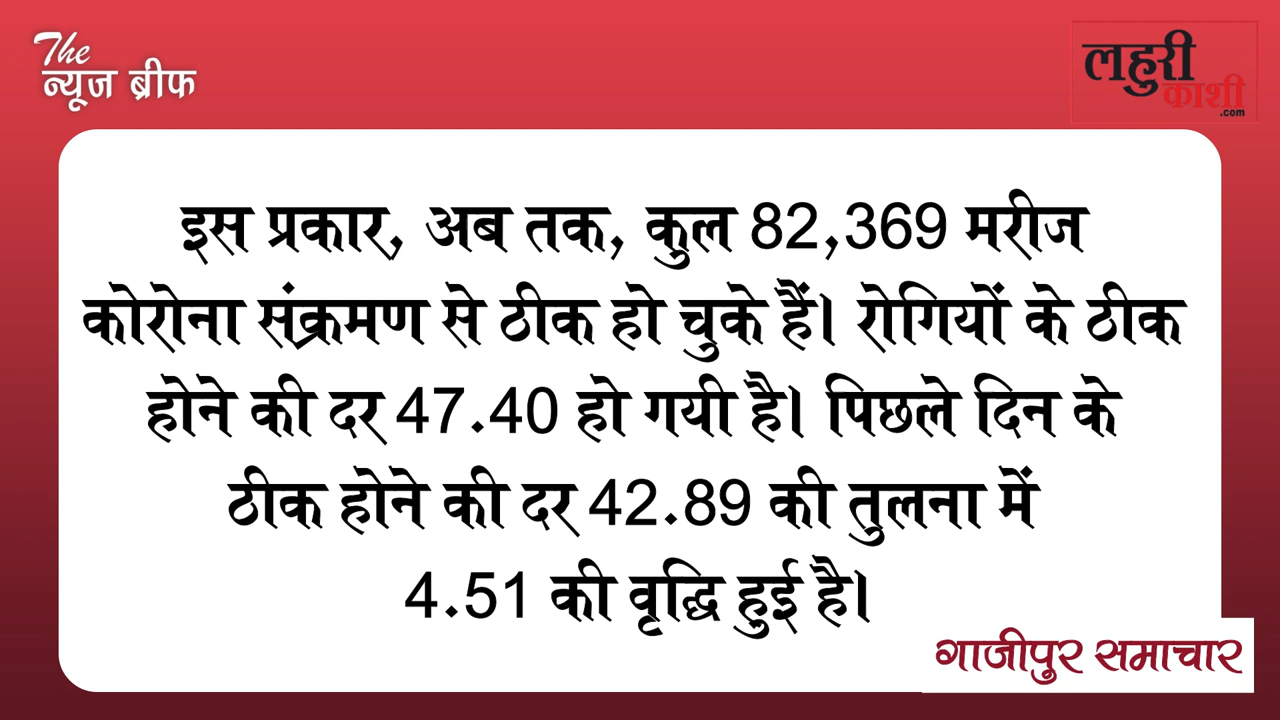 The
न्यूज ब्रीफ
लहुरी
काशी
.com
इस प्रकार, अब तक, कुल 82,369 मरीज
कोरोना संक्रमण से ठीक हो चुके हैं। रोगियों के ठीक
होने की दर 47.40 हो गयी है। पिछले दिन के
ठीक होने की दर 42.89 की तुलना में
4.51 की वृद्धि हुई है।
गाजीपुर समाचार